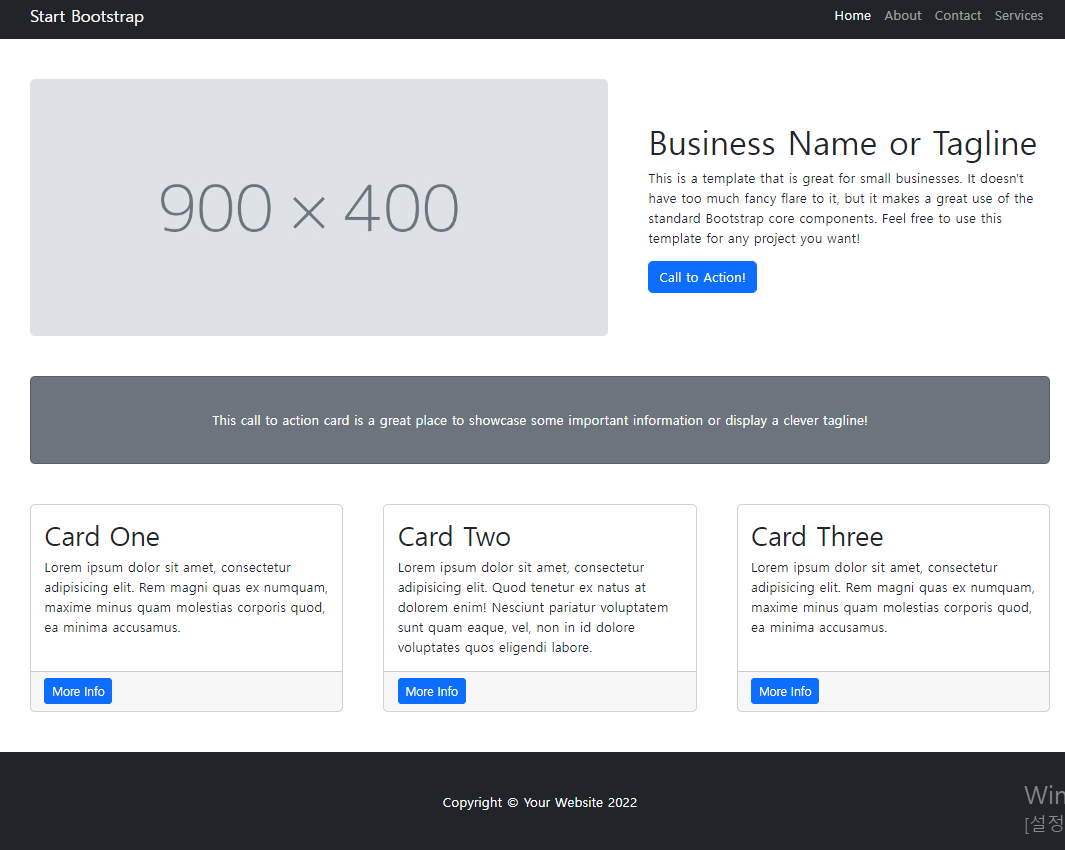 Start Bootstrap
Home About Contact Services
900 × 400
Business Name or Tagline
This is a template that is great for small businesses. It doesn't
have too much fancy flare to it, but it makes a great use of the
standard Bootstrap core components. Feel free to use this
template for any project you want!
Call to Action!
This call to action card is a great place to showcase some important information or display a clever tagline!
Card One
Lorem ipsum dolor sit amet, consectetur
adipisicing elit. Rem magni quas ex numquam,
maxime minus quam molestias corporis quod,
ea minima accusamus.
More Info
Card Two
Lorem ipsum dolor sit amet, consectetur
adipisicing elit. Quod tenetur ex natus at
dolorem enim! Nesciunt pariatur voluptatem
sunt quam eaque, vel, non in id dolore
voluptates quos eligendi labore.
More Info
Card Three
Lorem ipsum dolor sit amet, consectetur
adipisicing elit. Rem magni quas ex numquam,
maxime minus quam molestias corporis quod,
ea minima accusamus.
More Info
Copyright © Your Website 2022
[설정